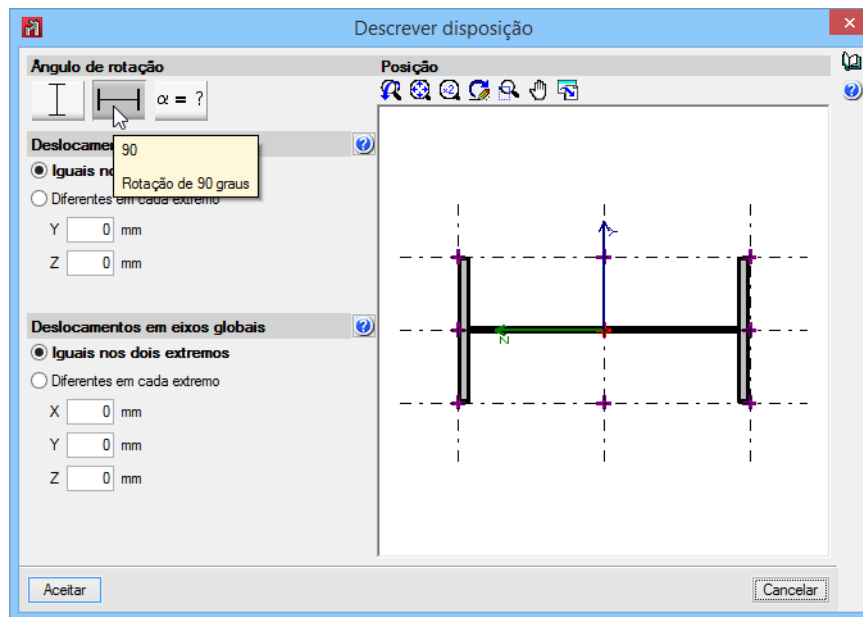 Descrever disposição
Ângulo de rotação
α = ?
Deslocame
90
Rotação de 90 graus
Iguais no
Diferentes em cada extremo
Y 0 mm
Z 0 mm
Deslocamentos em eixos globais
Iguais nos dois extremos
Diferentes em cada extremo
X 0 mm
Y 0 mm
Z 0 mm
Posição
x2
Y
Z
Aceitar
Cancelar